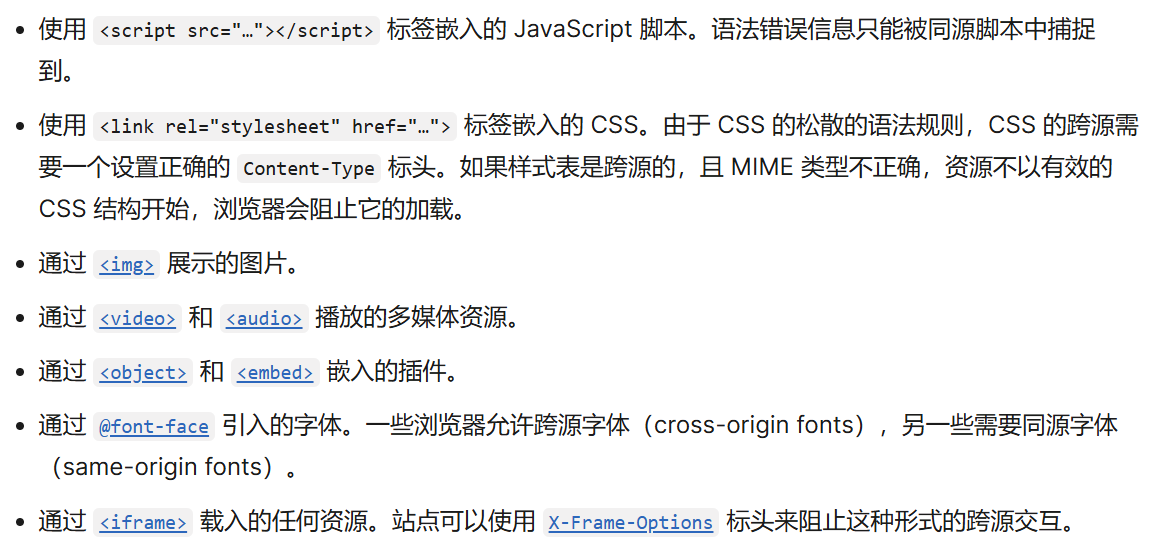 • 使用 <script src="…"></script> 标签嵌入的 JavaScript 脚本。语法错误信息只能被同源脚本中捕捉
到。
• 使用 <link rel="stylesheet" href="…"> 标签嵌入的 CSS。由于 CSS 的松散的语法规则，CSS 的跨源需
要一个设置正确的 Content-Type 标头。如果样式表是跨源的，且 MIME 类型不正确，资源不以有效的
CSS 结构开始，浏览器会阻止它的加载。
• 通过 <img> 展示的图片。
• 通过 <video> 和 <audio> 播放的多媒体资源。
• 通过 <object> 和 <embed> 嵌入的插件。
• 通过 @font-face 引入的字体。一些浏览器允许跨源字体（cross-origin fonts），另一些需要同源字体
（same-origin fonts）。
• 通过 <iframe> 载入的任何资源。站点可以使用 X-Frame-Options 标头来阻止这种形式的跨源交互。